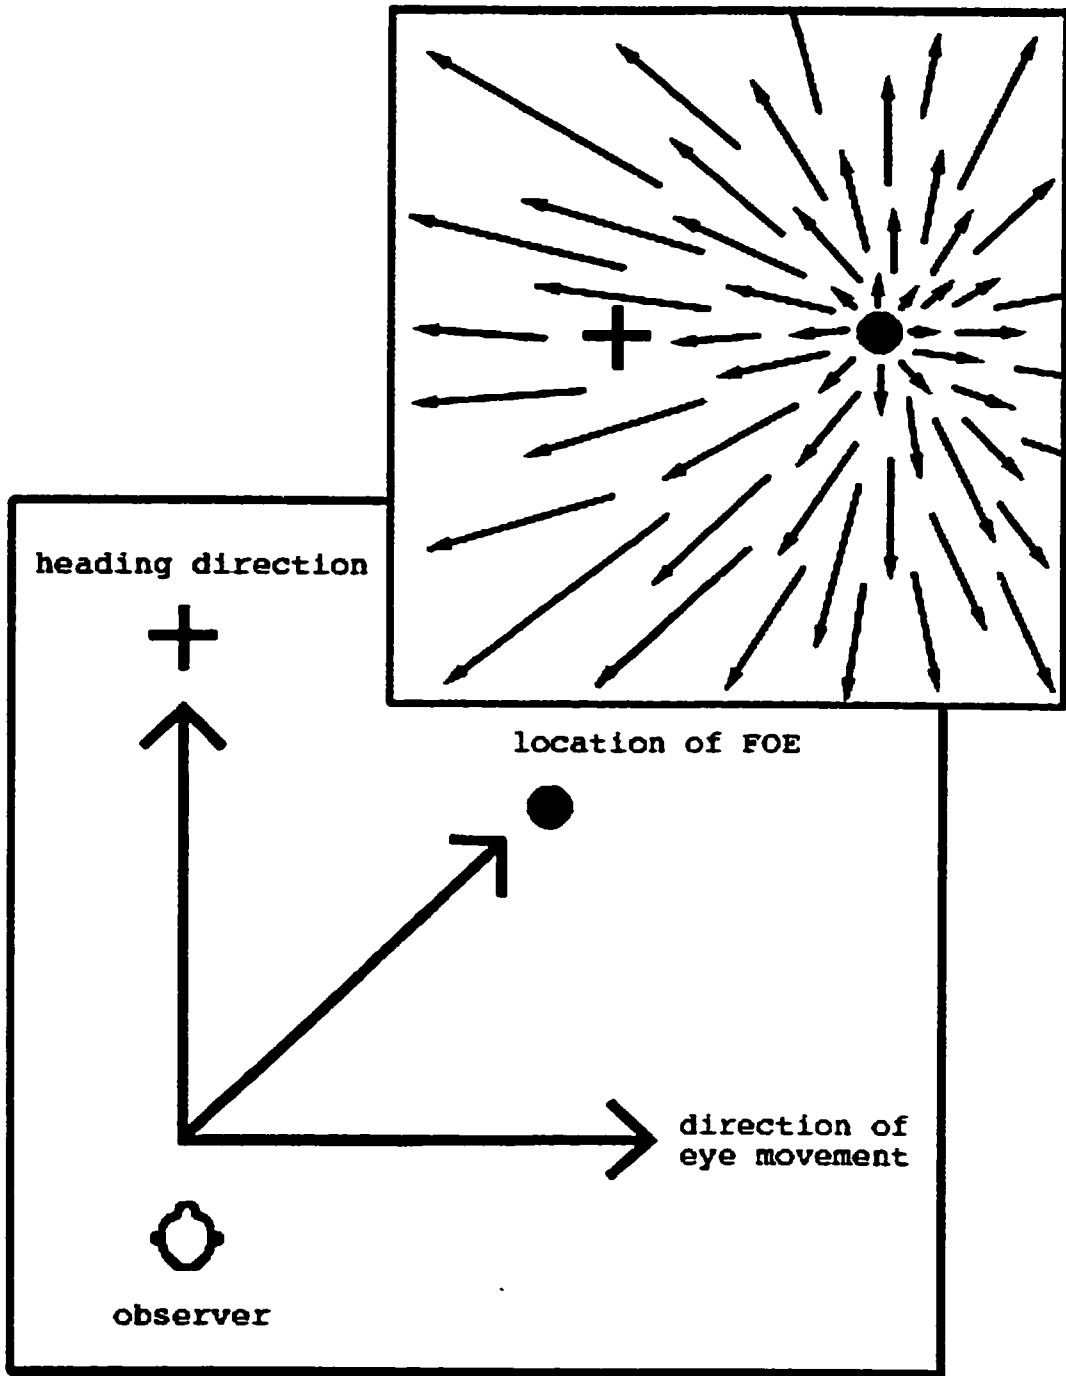 heading direction
location of FOE
direction of
eye movement
observer